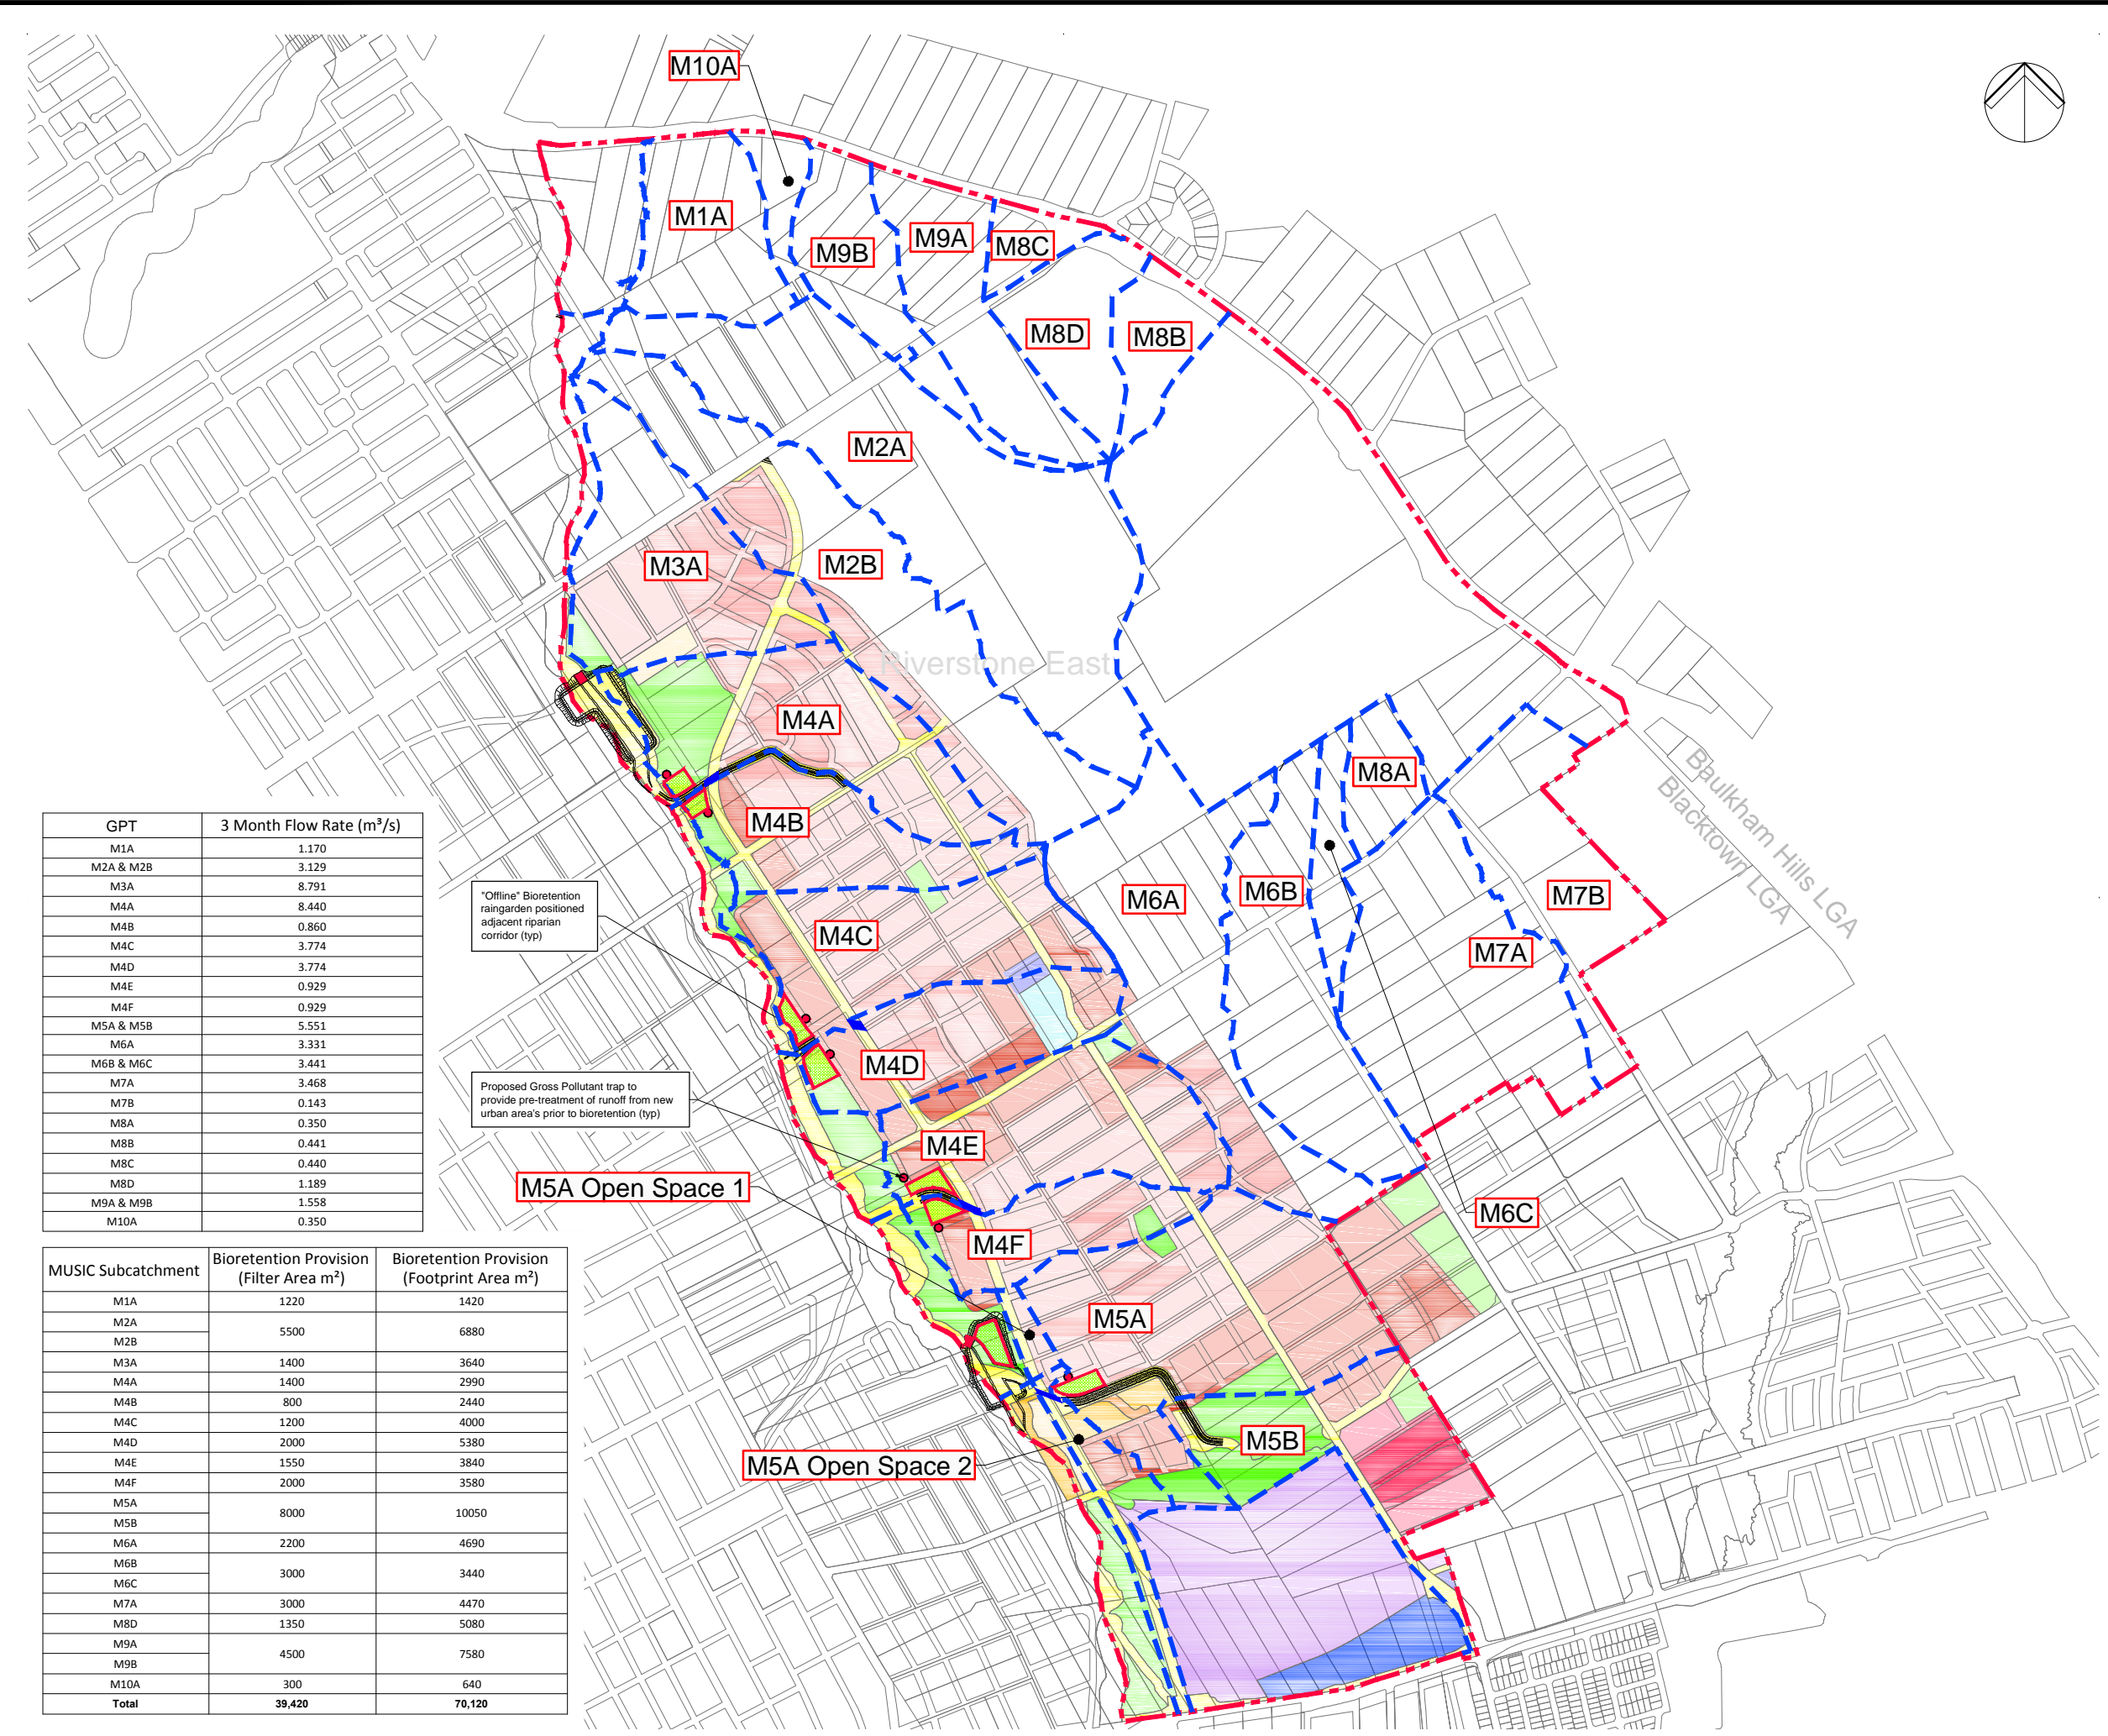 M10A
M1A
M9B
M9A
M8C
M8D
M8B
M2A
M3A
M2B
Riverstone East
M4A
M8A
M4B
Baulkham Hills LGA
Blacktown LGA
M6A
M6B
M7B
M4C
M7A
M4D
M4E
M5A Open Space 1
M6C
M4F
M5A
M5B
M5A Open Space 2
"Offline" Bioretention
raingarden positioned
adjacent riparian
corridor (typ)
Proposed Gross Pollutant trap to
provide pre-treatment of runoff from new
urban area's prior to bioretention (typ)
GPT 3 Month Flow Rate (m³/s)
M1A 1.170
M2A & M2B 3.129
M3A 8.791
M4A 8.440
M4B 0.860
M4C 3.774
M4D 3.774
M4E 0.929
M4F 0.929
M5A & M5B 5.551
M6A 3.331
M6B & M6C 3.441
M7A 3.468
M7B 0.143
M8A 0.350
M8B 0.441
M8C 0.440
M8D 1.189
M9A & M9B 1.558
M10A 0.350
MUSIC Subcatchment Bioretention Provision (Filter Area m²) Bioretention Provision (Footprint Area m²)
M1A 1220 1420
M2A
5500 6880
M2B
M3A 1400 3640
M4A 1400 2990
M4B 800 2440
M4C 1200 4000
M4D 2000 5380
M4E 1550 3840
M4F 2000 3580
M5A
8000 10050
M5B
M6A 2200 4690
M6B
3000 3440
M6C
M7A 3000 4470
M8D 1350 5080
M9A
4500 7580
M9B
M10A 300 640
Total 39,420 70,120